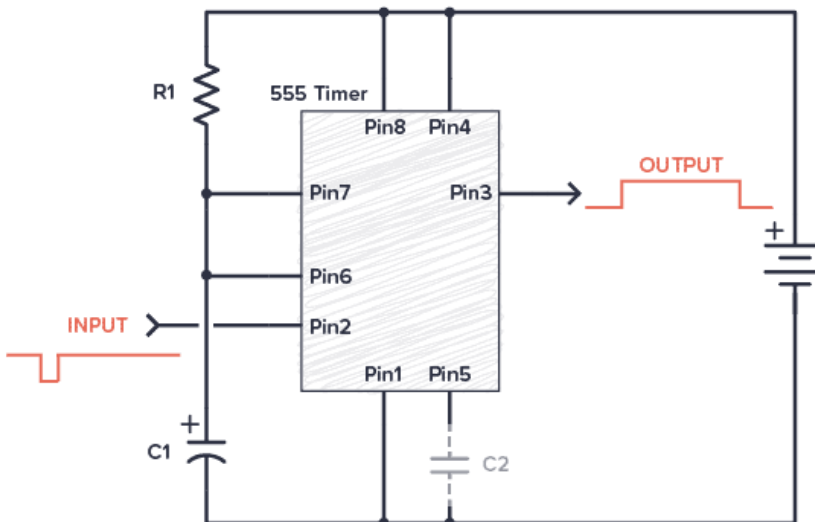 R1
555 Timer
Pin8
Pin4
OUTPUT
Pin7
Pin3
+
Pin6
INPUT
Pin2
Pin1
Pin5
+
C1
C2